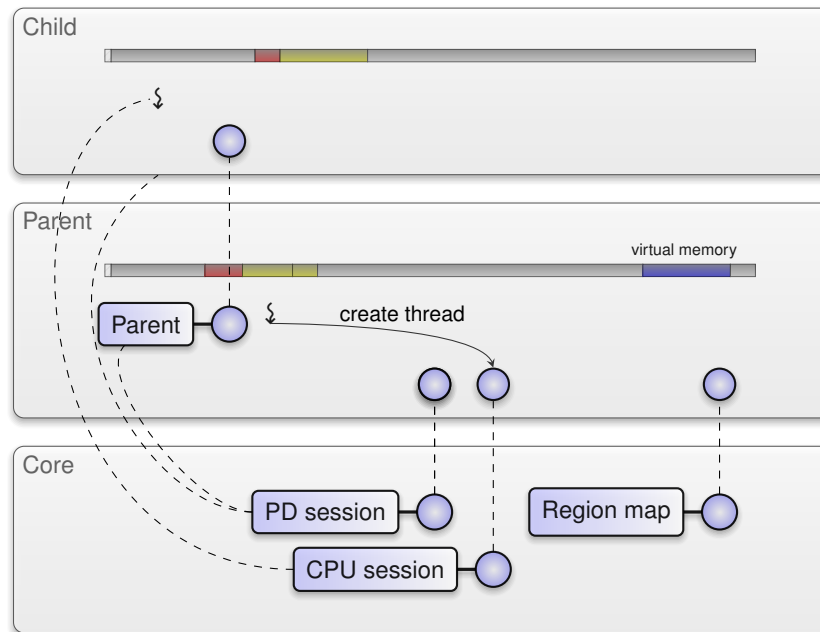 Child
Parent
virtual memory
Parent
create thread
Core
PD session
Region map
CPU session